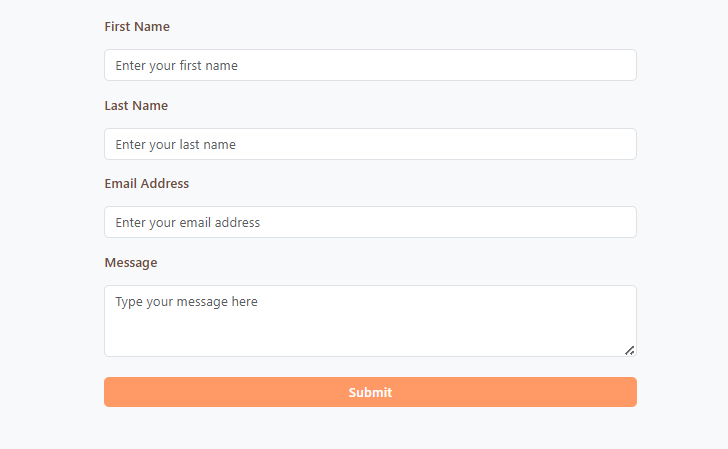 First Name
Enter your first name
Last Name
Enter your last name
Email Address
Enter your email address
Message
Type your message here
Submit